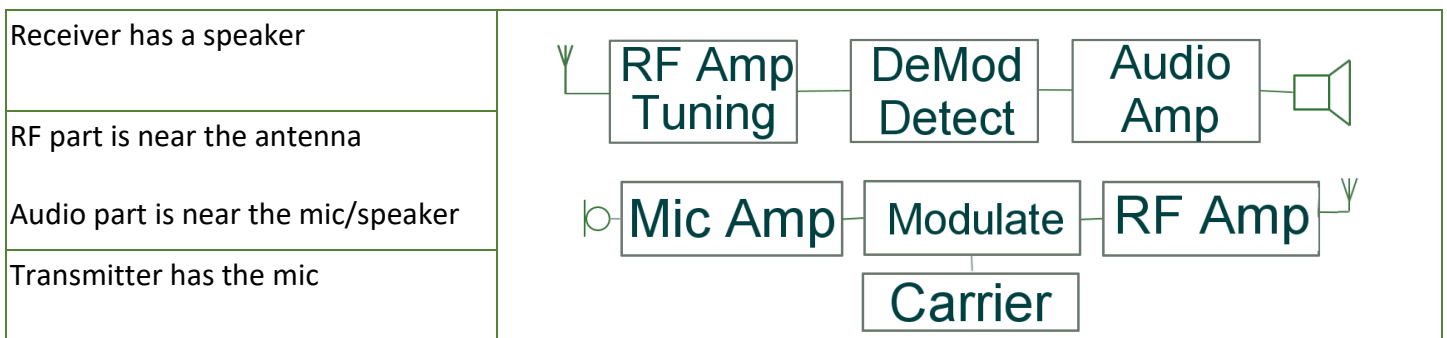 Receiver has a speaker
RF part is near the antenna
Audio part is near the mic/speaker
Transmitter has the mic
RF Amp
Tuning
DeMod
Detect
Audio
Amp
Mic Amp
Modulate
RF Amp
Carrier